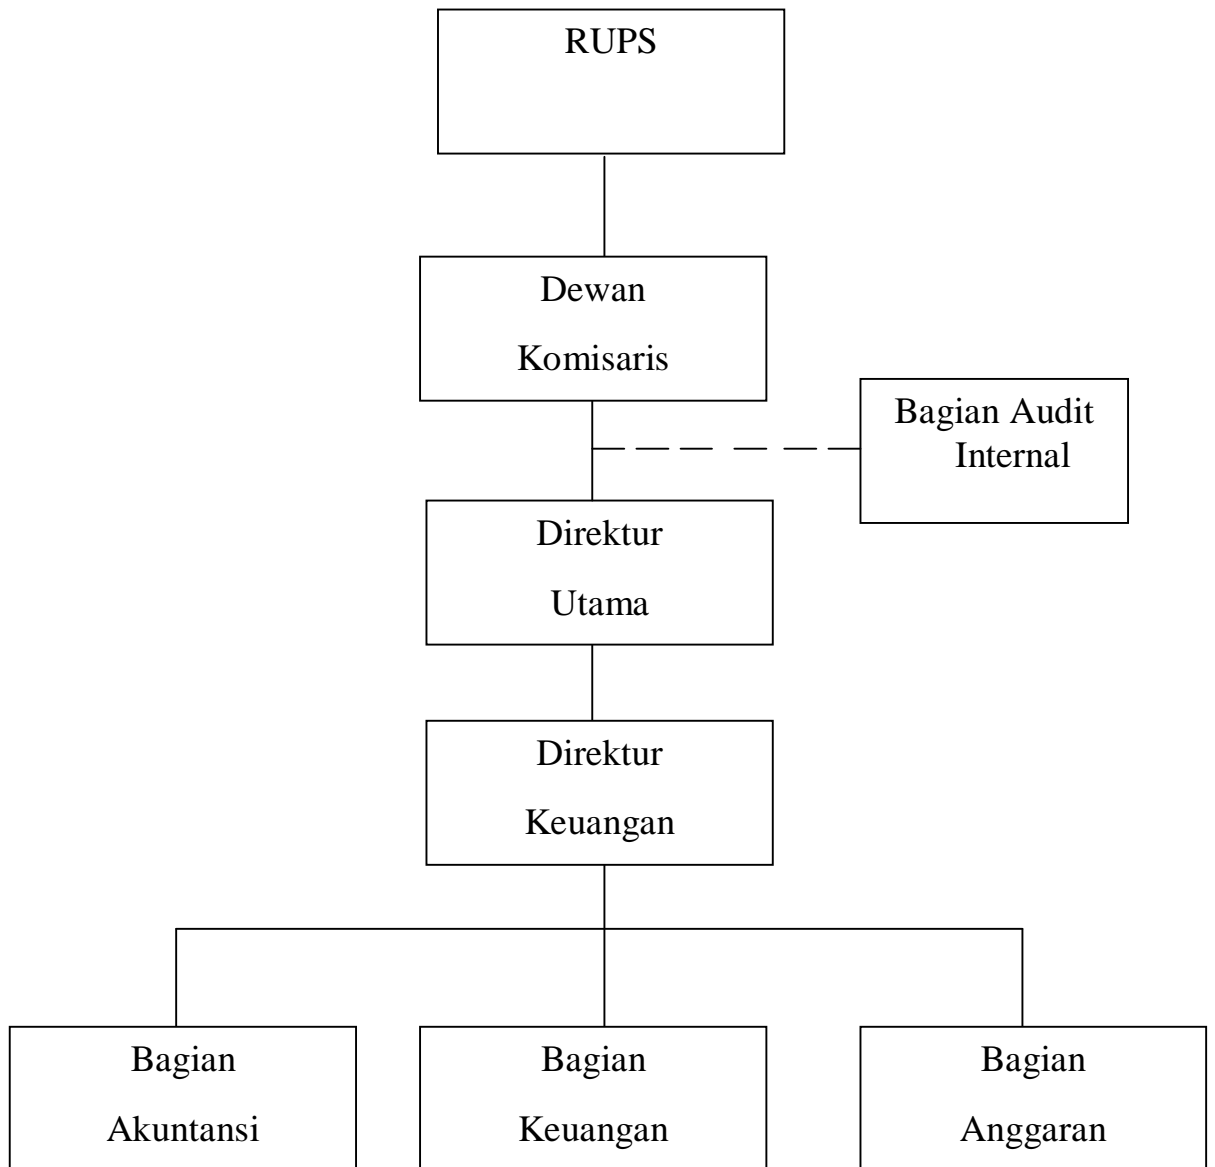 RUPS
Dewan
Komisaris
Bagian Audit
Internal
Direktur
Utama
Direktur
Keuangan
Bagian
Akuntansi
Bagian
Keuangan
Bagian
Anggaran